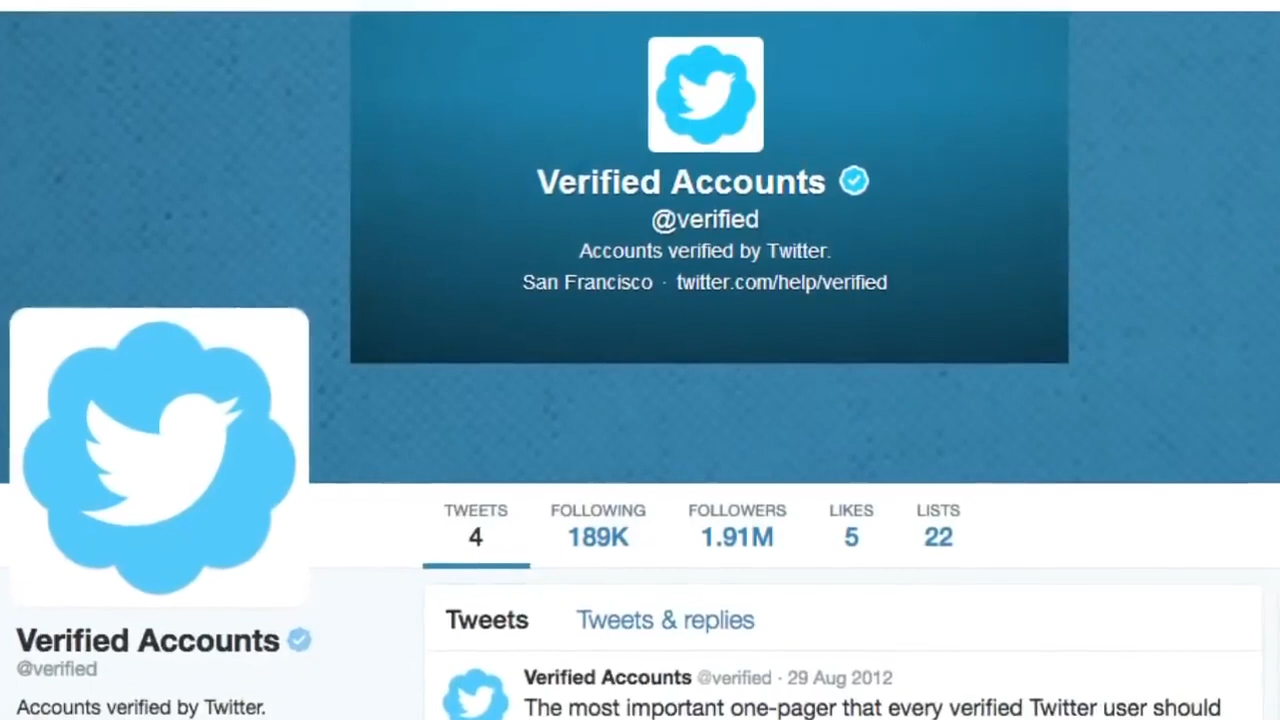 Verified Accounts
@verified
Accounts verified by Twitter.
San Francisco · twitter.com/help/verified
TWEETS FOLLOWING FOLLOWERS LIKES LISTS
4 189K 1.91M 5 22
Tweets Tweets & replies
Verified Accounts
@verified
Accounts verified by Twitter.
Verified Accounts @verified · 29 Aug 2012
The most important one-pager that every verified Twitter user should